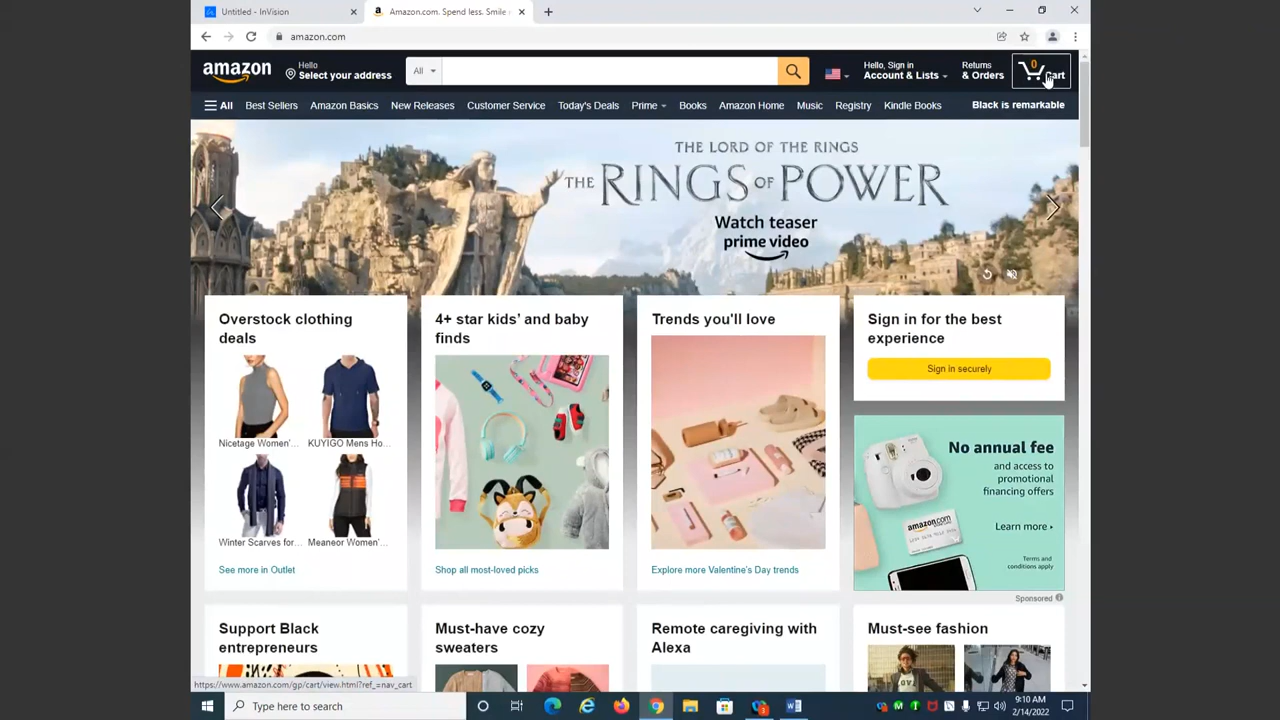 Untitled - InVision
Amazon.com. Spend less. Smile
amazon.com
amazon
Hello
Select your address
All
Hello, Sign in
Account & Lists
Returns
& Orders
0
Cart
All
Best Sellers
Amazon Basics
New Releases
Customer Service
Today's Deals
Prime
Books
Amazon Home
Music
Registry
Kindle Books
Black is remarkable
THE LORD OF THE RINGS
THE RINGS OF POWER
Watch teaser
prime video
Overstock clothing
deals
Nicetage Women'...
KUYIGO Mens Ho...
Winter Scarves for...
Meaneor Women'...
See more in Outlet
4+ star kids' and baby
finds
Shop all most-loved picks
Trends you'll love
Explore more Valentine's Day trends
Sign in for the best
experience
Sign in securely
No annual fee
and access to
promotional
financing offers
amazon.com
Learn more ▸
Terms and
conditions apply
Sponsored
Support Black
entrepreneurs
Must-have cozy
sweaters
Remote caregiving with
Alexa
Must-see fashion
https://www.amazon.com/gp/cart/view.html?ref_=nav_cart
Type here to search
9:10 AM
2/14/2022